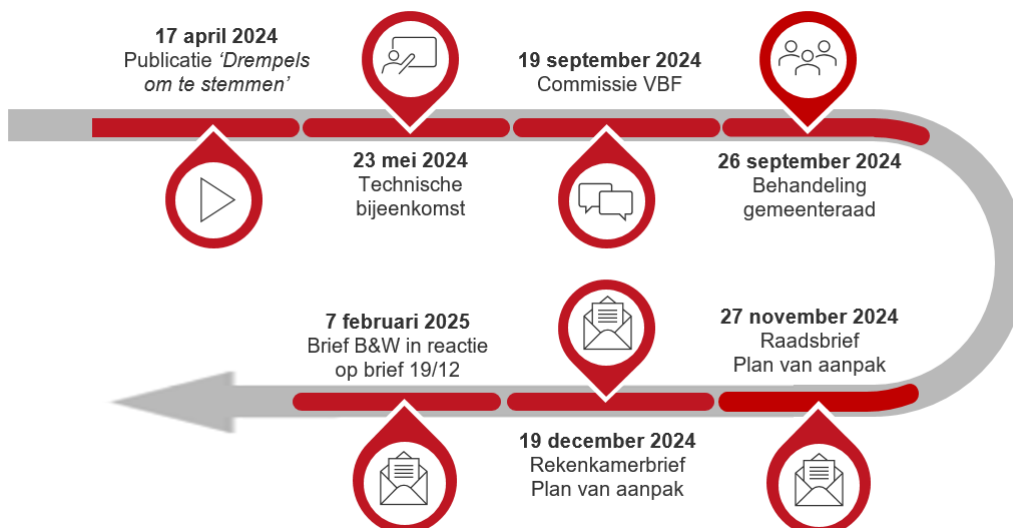 17 april 2024
Publicatie ‘Drempels
om te stemmen’
23 mei 2024
Technische
bijeenkomst
19 september 2024
Commissie VBF
26 september 2024
Behandeling
gemeenteraad
27 november 2024
Raadsbrief
Plan van aanpak
19 december 2024
Rekenkamerbrief
Plan van aanpak
7 februari 2025
Brief B&W in reactie
op brief 19/12